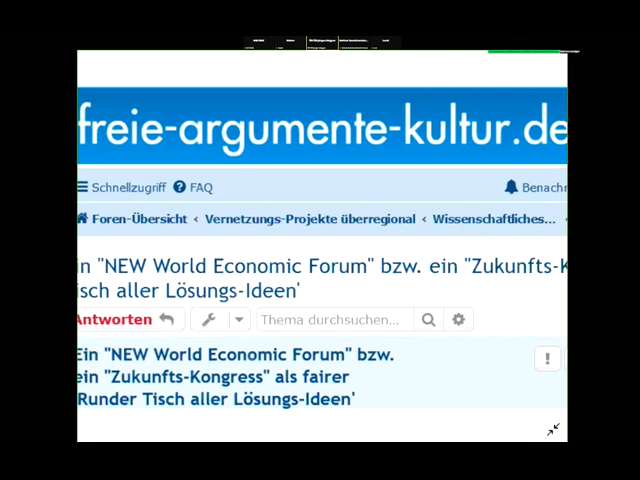 freie-argumente-kultur.de
Schnellzugriff FAQ Benachr
Foren-Übersicht ‹ Vernetzungs-Projekte überregional ‹ Wissenschaftliches... ‹
in "NEW World Economic Forum" bzw. ein "Zukunfts-K
isch aller Lösungs-Ideen'
Antworten Thema durchsuchen...
Ein "NEW World Economic Forum" bzw.
ein "Zukunfts-Kongress" als fairer
'Runder Tisch aller Lösungs-Ideen'